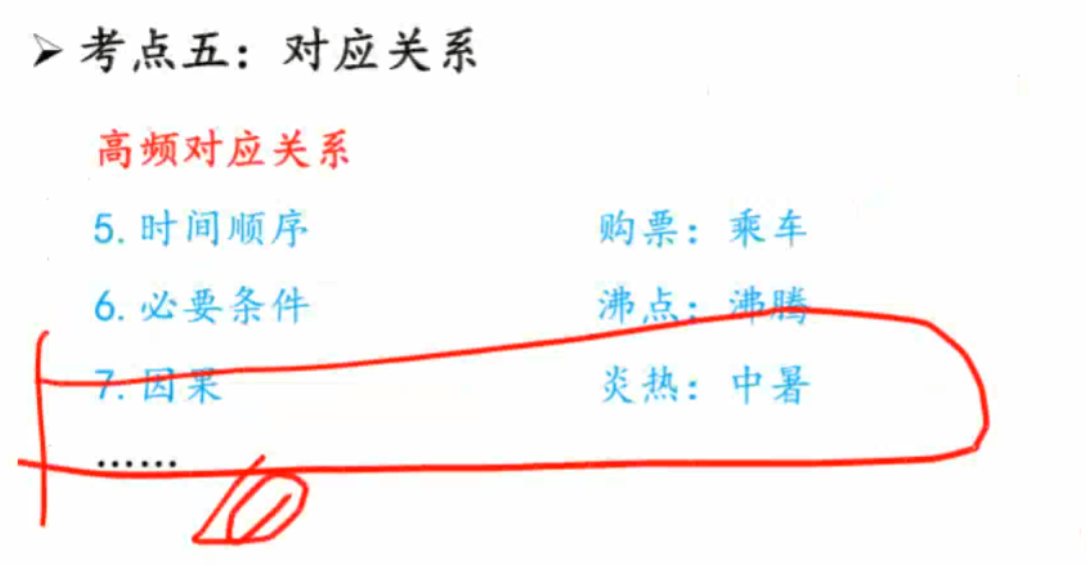 ➢ 考点五：对应关系
高频对应关系
5. 时间顺序 购票：乘车
6. 必要条件 沸点：沸腾
7. 因果 炎热：中暑
……